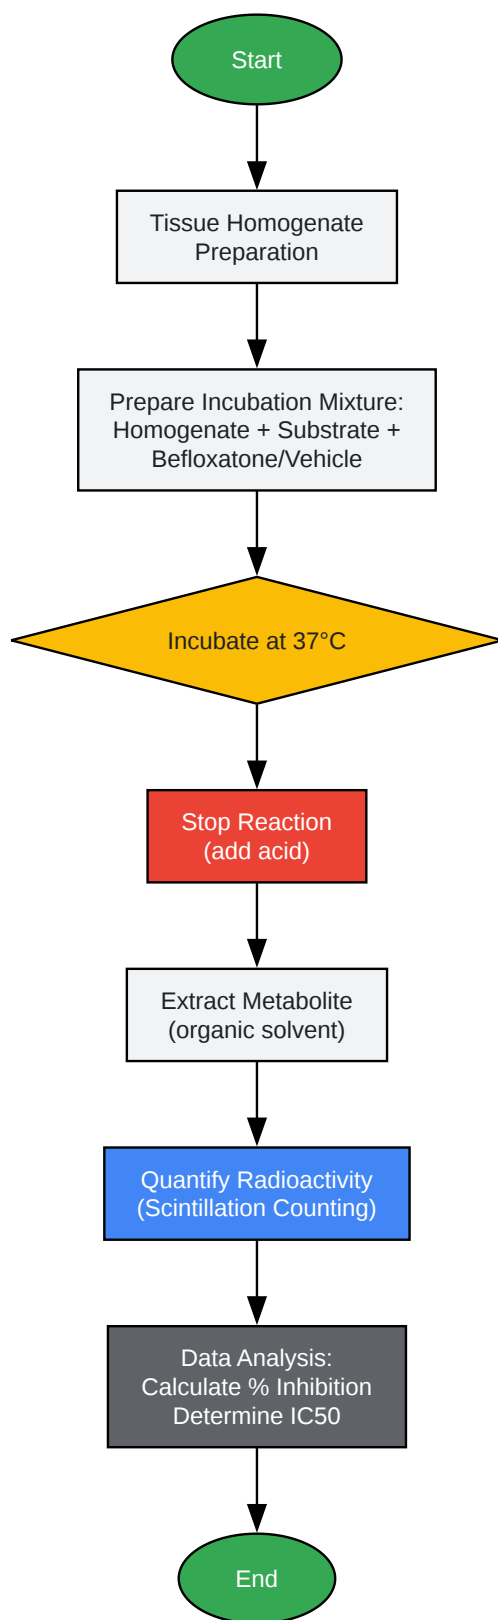 Start
Tissue Homogenate
Preparation
Prepare Incubation Mixture:
Homogenate + Substrate +
Befloxatone/Vehicle
Incubate at 37°C
Stop Reaction
(add acid)
Extract Metabolite
(organic solvent)
Quantify Radioactivity
(Scintillation Counting)
Data Analysis:
Calculate % Inhibition
Determine IC50
End